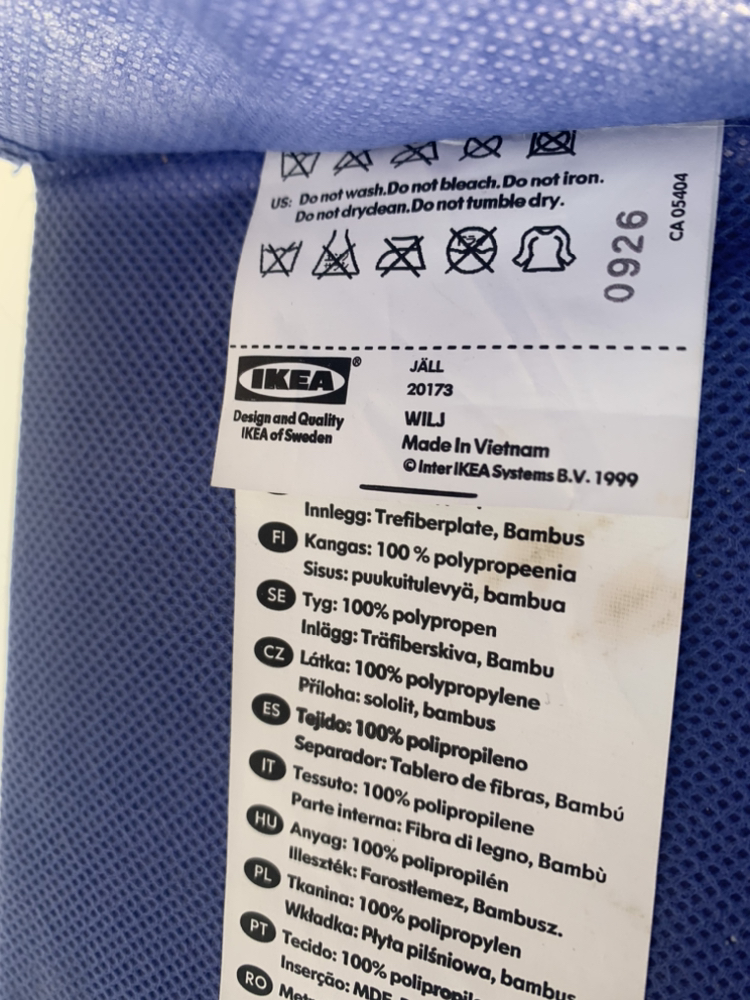 US: Do not wash.Do not bleach.Do not iron.
Do not dryclean.Do not tumble dry.
0926
CA 05404
IKEA®
Design and Quality
IKEA of Sweden
JÄLL
20173
WILJ
Made In Vietnam
© Inter IKEA Systems B.V. 1999
Innlegg: Trefiberplate, Bambus
FI Kangas: 100 % polypropeenia
Sisus: puukuitulevyä, bambua
SE Tyg: 100% polypropen
Inlägg: Träfiberskiva, Bambu
CZ Látka: 100% polypropylene
Příloha: sololit, bambus
ES Tejido: 100% polipropileno
Separador: Tablero de fibras, Bambú
IT Tessuto: 100% polipropilene
Parte interna: Fibra di legno, Bambù
HU Anyag: 100% polipropilén
Illeszték: Farostlemez, Bambusz.
PL Tkanina: 100% polipropylen
Wkładka: Płyta pilśniowa, bambus
PT Tecido: 100%
Inserção: MDF
RO